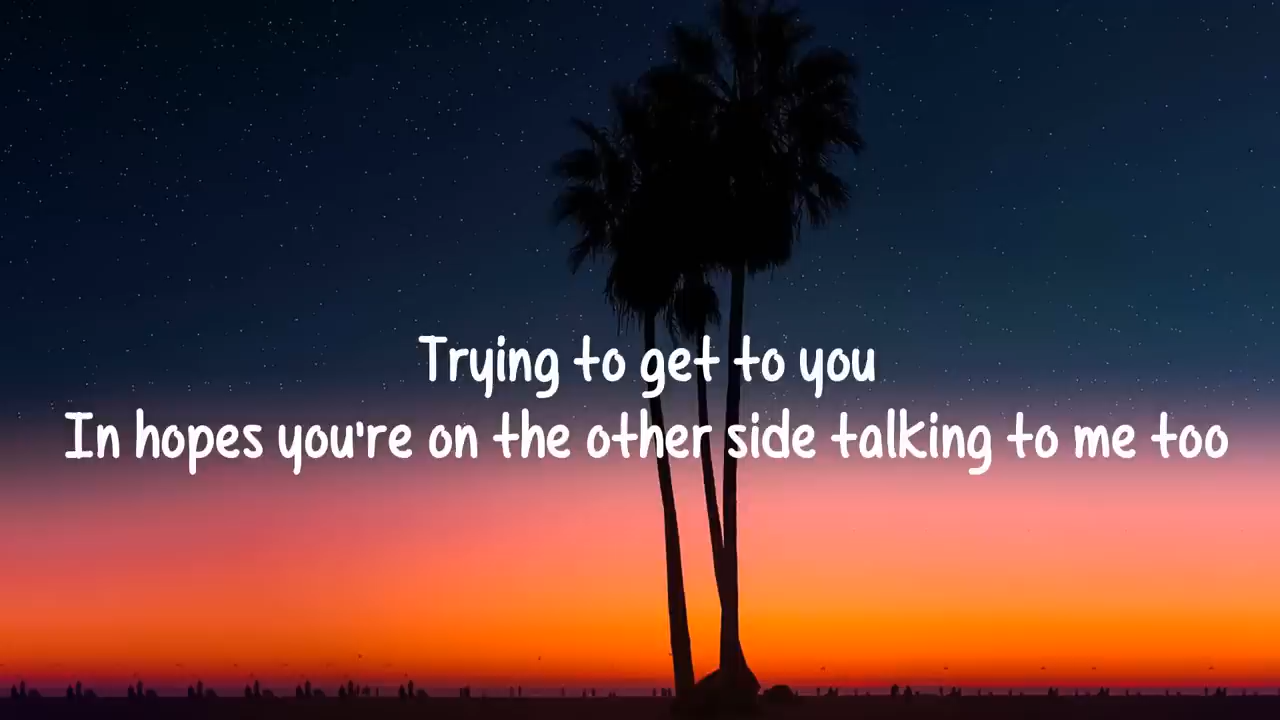 Trying to get to you
In hopes you're on the other side talking to me too